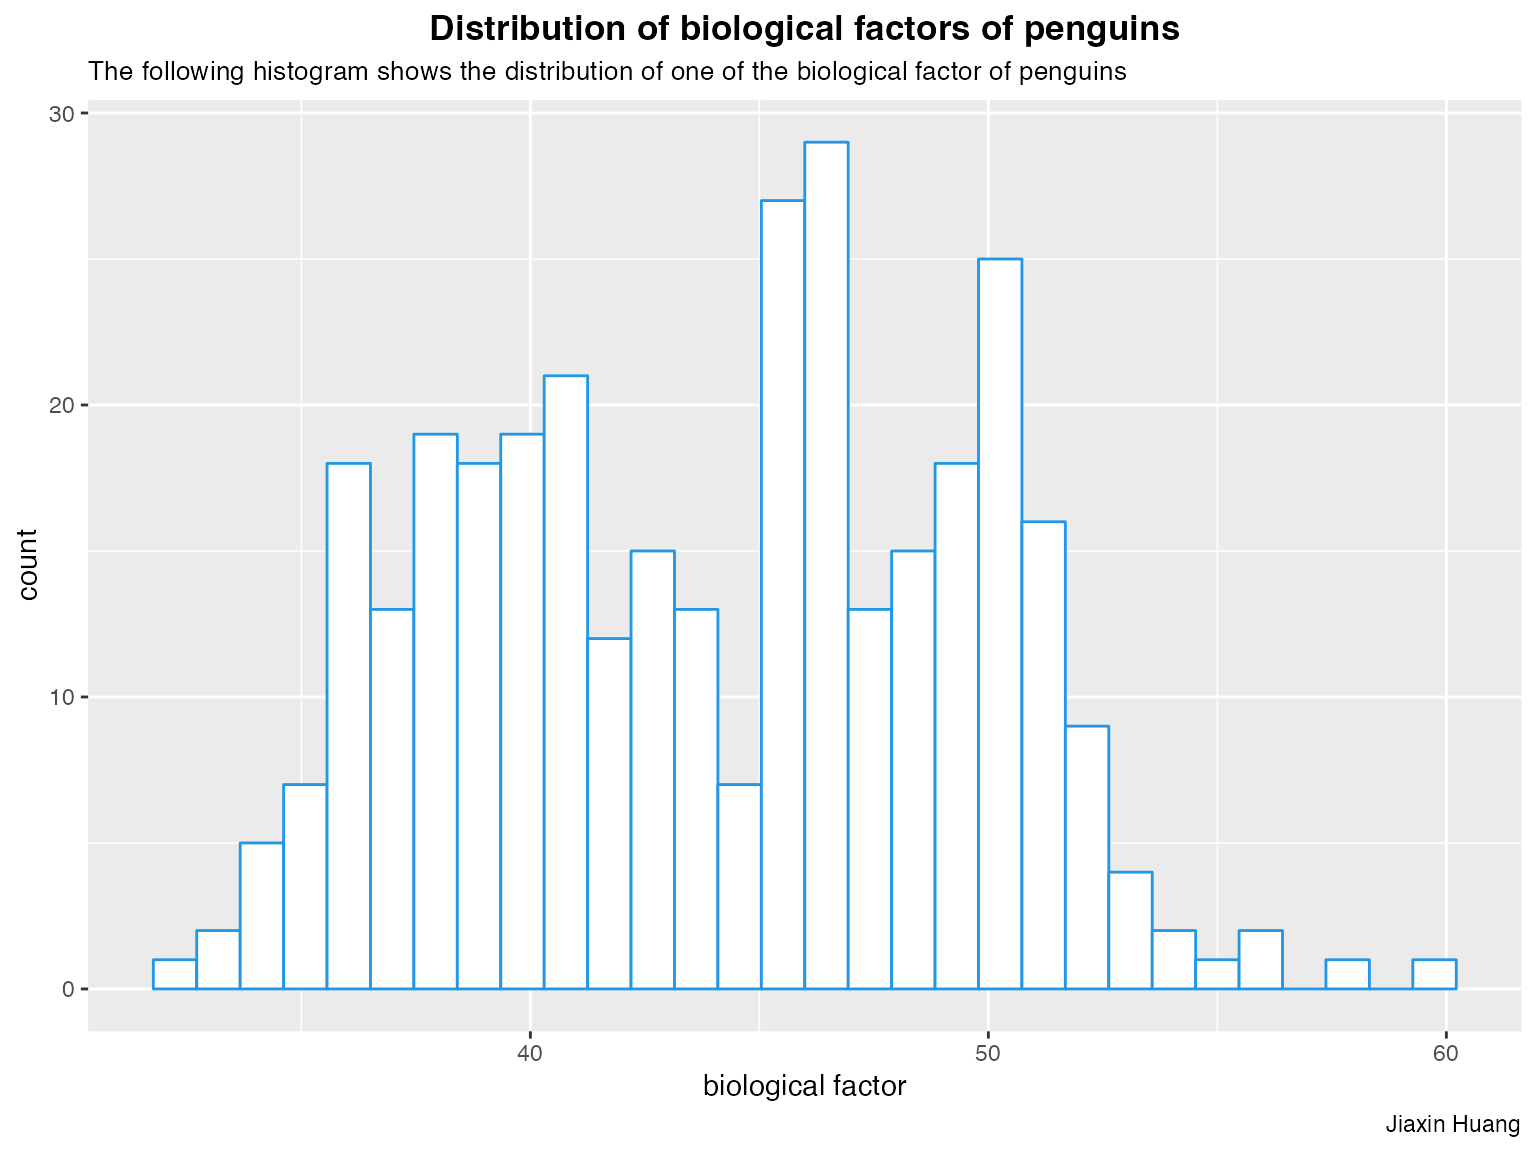 Distribution of biological factors of penguins
The following histogram shows the distribution of one of the biological factor of penguins
30
20
10
0
count
40 50 60
biological factor
Jiaxin Huang